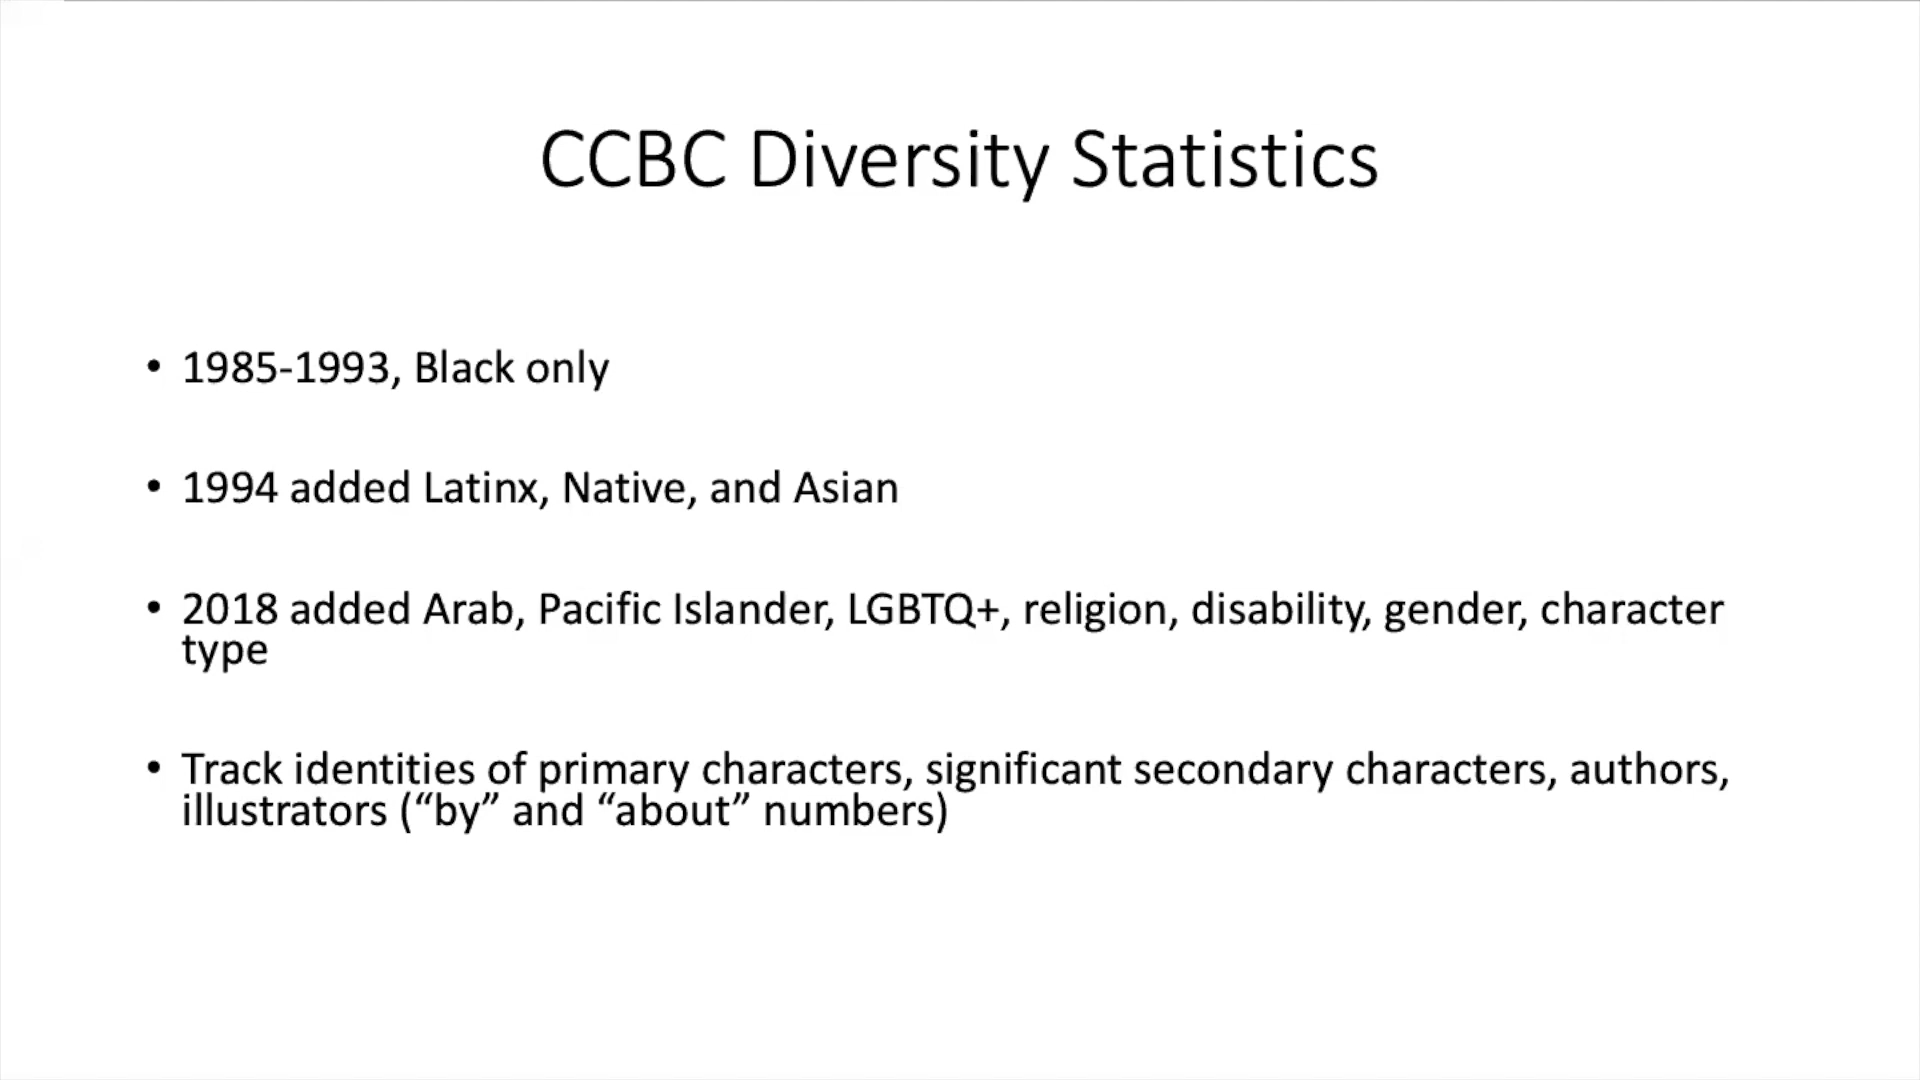 CCBC Diversity Statistics
• 1985-1993, Black only
• 1994 added Latinx, Native, and Asian
• 2018 added Arab, Pacific Islander, LGBTQ+, religion, disability, gender, character
type
• Track identities of primary characters, significant secondary characters, authors,
illustrators (“by” and “about” numbers)